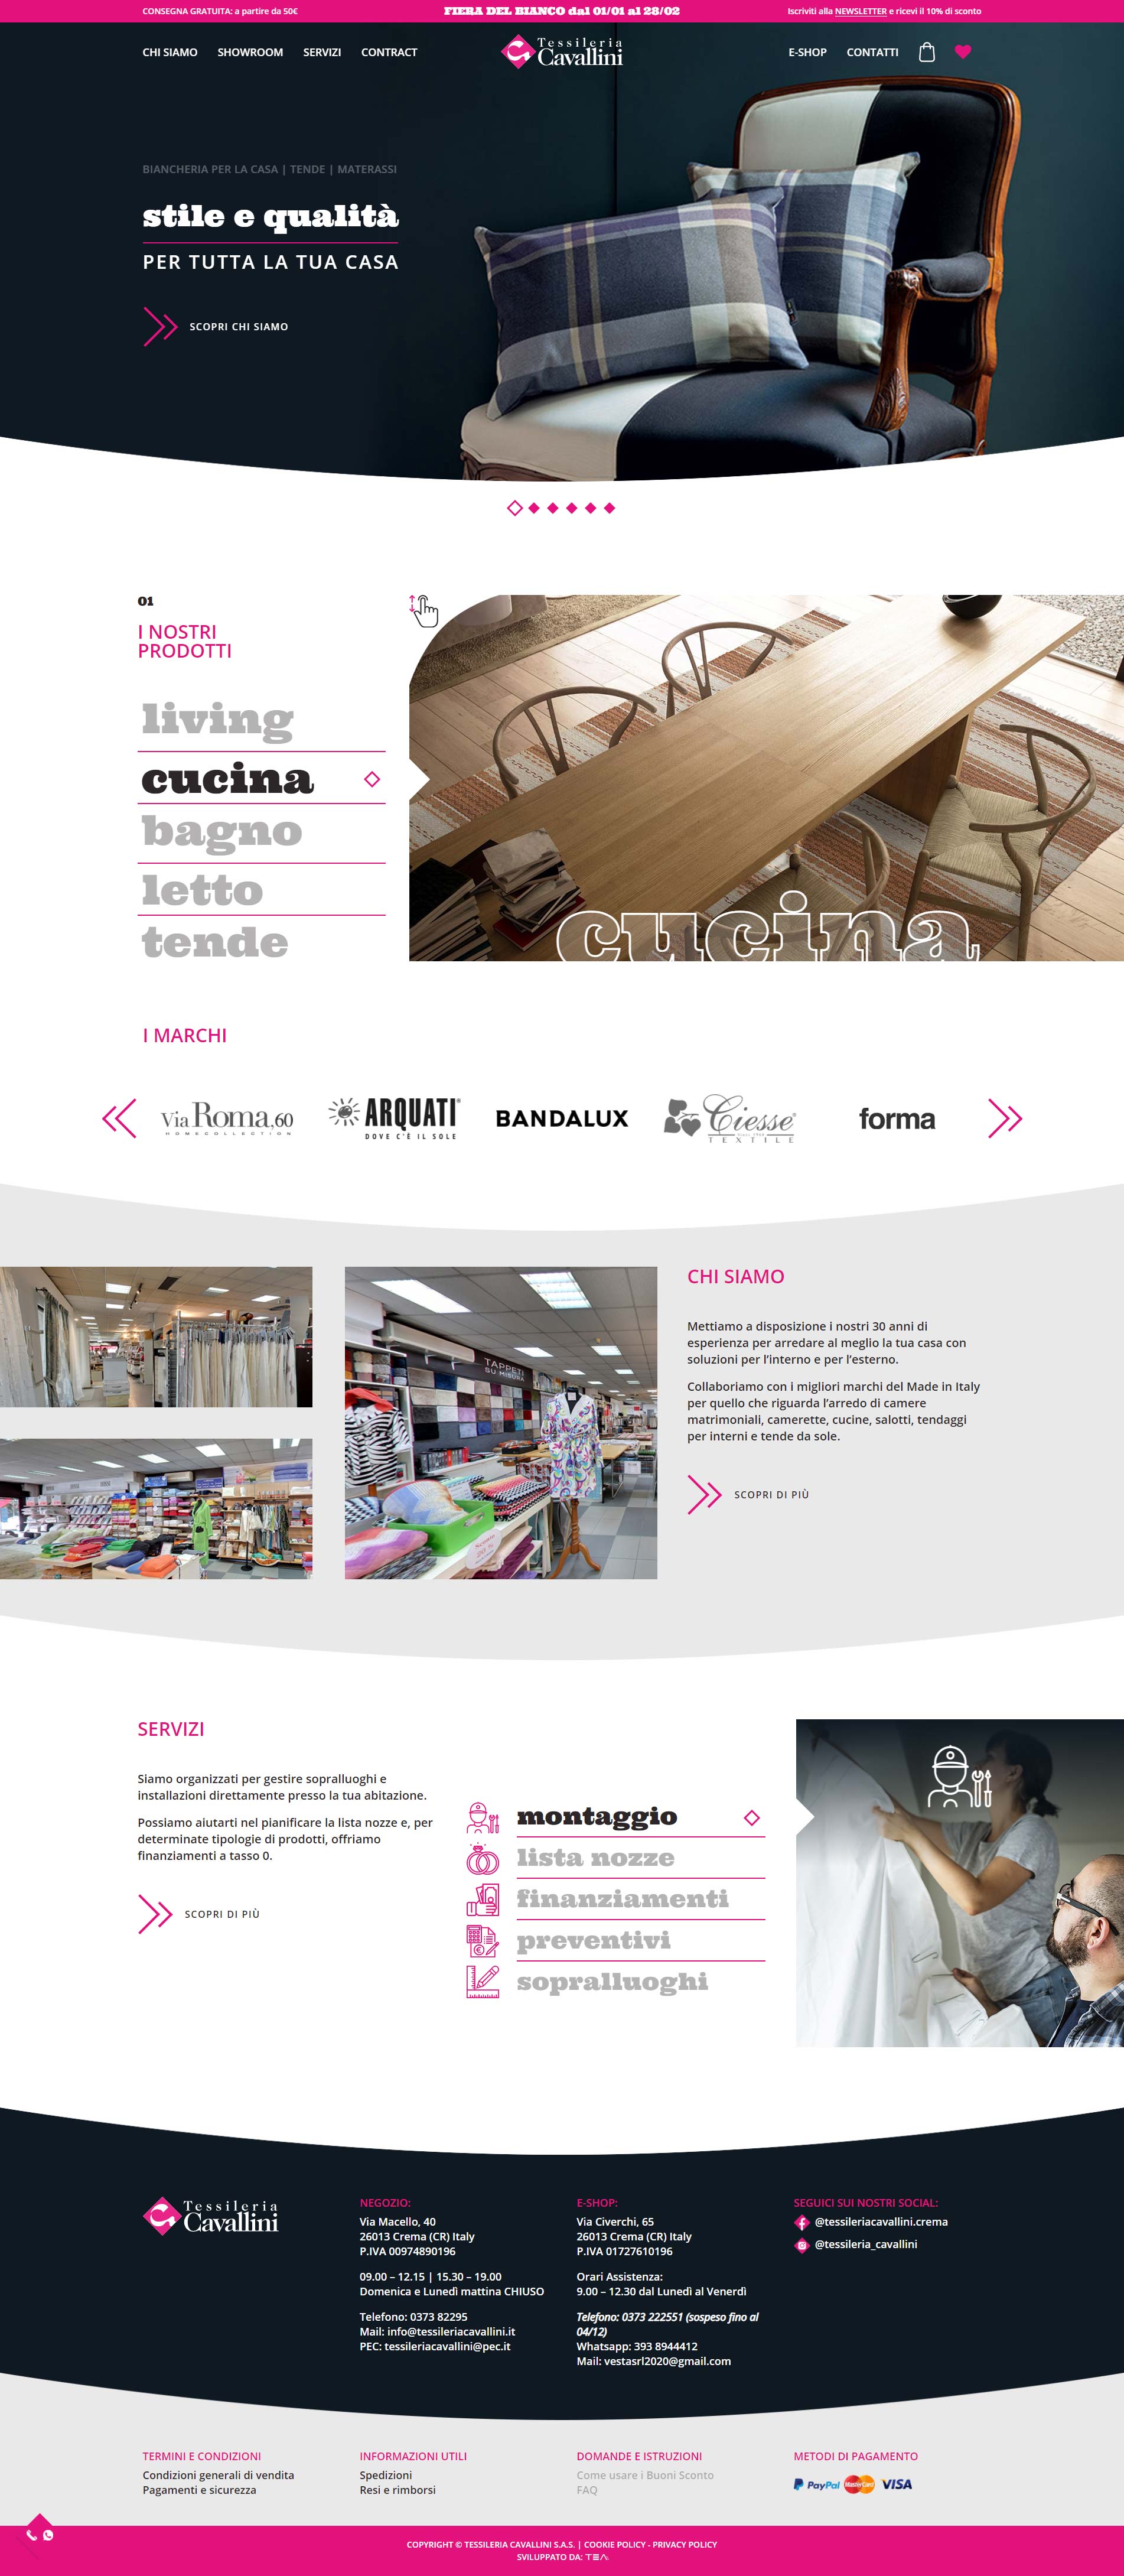 CONSEGNA GRATUITA: a partire da 50€
FIERA DEL BIANCO dal 01/01 al 28/02
Iscriviti alla NEWSLETTER e ricevi il 10% di sconto
CHI SIAMO
SHOWROOM
SERVIZI
CONTRACT
Tessileria
Cavallini
E-SHOP
CONTATTI
BIANCHERIA PER LA CASA | TENDE | MATERASSI
stile e qualità
PER TUTTA LA TUA CASA
SCOPRI CHI SIAMO
01
I NOSTRI
PRODOTTI
living
cucina
bagno
letto
tende
cucina
I MARCHI
Via Roma, 60
HOMECOLLECTION
ARQUATI®
DOVE C'È IL SOLE
BANDALUX
Ciesse®
TEXTILE
forma
TAPPETI
SU MISURA
CHI SIAMO
Mettiamo a disposizione i nostri 30 anni di
esperienza per arredare al meglio la tua casa con
soluzioni per l'interno e per l'esterno.
Collaboriamo con i migliori marchi del Made in Italy
per quello che riguarda l'arredo di camere
matrimoniali, camerette, cucine, salotti, tendaggi
per interni e tende da sole.
SCOPRI DI PIÙ
SERVIZI
Siamo organizzati per gestire sopralluoghi e
installazioni direttamente presso la tua abitazione.
Possiamo aiutarti nel pianificare la lista nozze e, per
determinate tipologie di prodotti, offriamo
finanziamenti a tasso 0.
SCOPRI DI PIÙ
montaggio
lista nozze
finanziamenti
preventivi
sopralluoghi
Tessileria
Cavallini
NEGOZIO:
Via Macello, 40
26013 Crema (CR) Italy
P.IVA 00974890196
09.00 – 12.15 | 15.30 – 19.00
Domenica e Lunedì mattina CHIUSO
Telefono: 0373 82295
Mail: info@tessileriacavallini.it
PEC: tessileriacavallini@pec.it
E-SHOP:
Via Civerchi, 65
26013 Crema (CR) Italy
P.IVA 01727610196
Orari Assistenza:
9.00 – 12.30 dal Lunedì al Venerdì
Telefono: 0373 222551 (sospeso fino al
04/12)
Whatsapp: 393 8944412
Mail: vestasrl2020@gmail.com
SEGUICI SUI NOSTRI SOCIAL:
@tessileriacavallini.crema
@tessileria_cavallini
TERMINI E CONDIZIONI
Condizioni generali di vendita
Pagamenti e sicurezza
INFORMAZIONI UTILI
Spedizioni
Resi e rimborsi
DOMANDE E ISTRUZIONI
Come usare i Buoni Sconto
FAQ
METODI DI PAGAMENTO
PayPal
MasterCard
VISA
COPYRIGHT © TESSILERIA CAVALLINI S.A.S. | COOKIE POLICY - PRIVACY POLICY
SVILUPPATO DA: